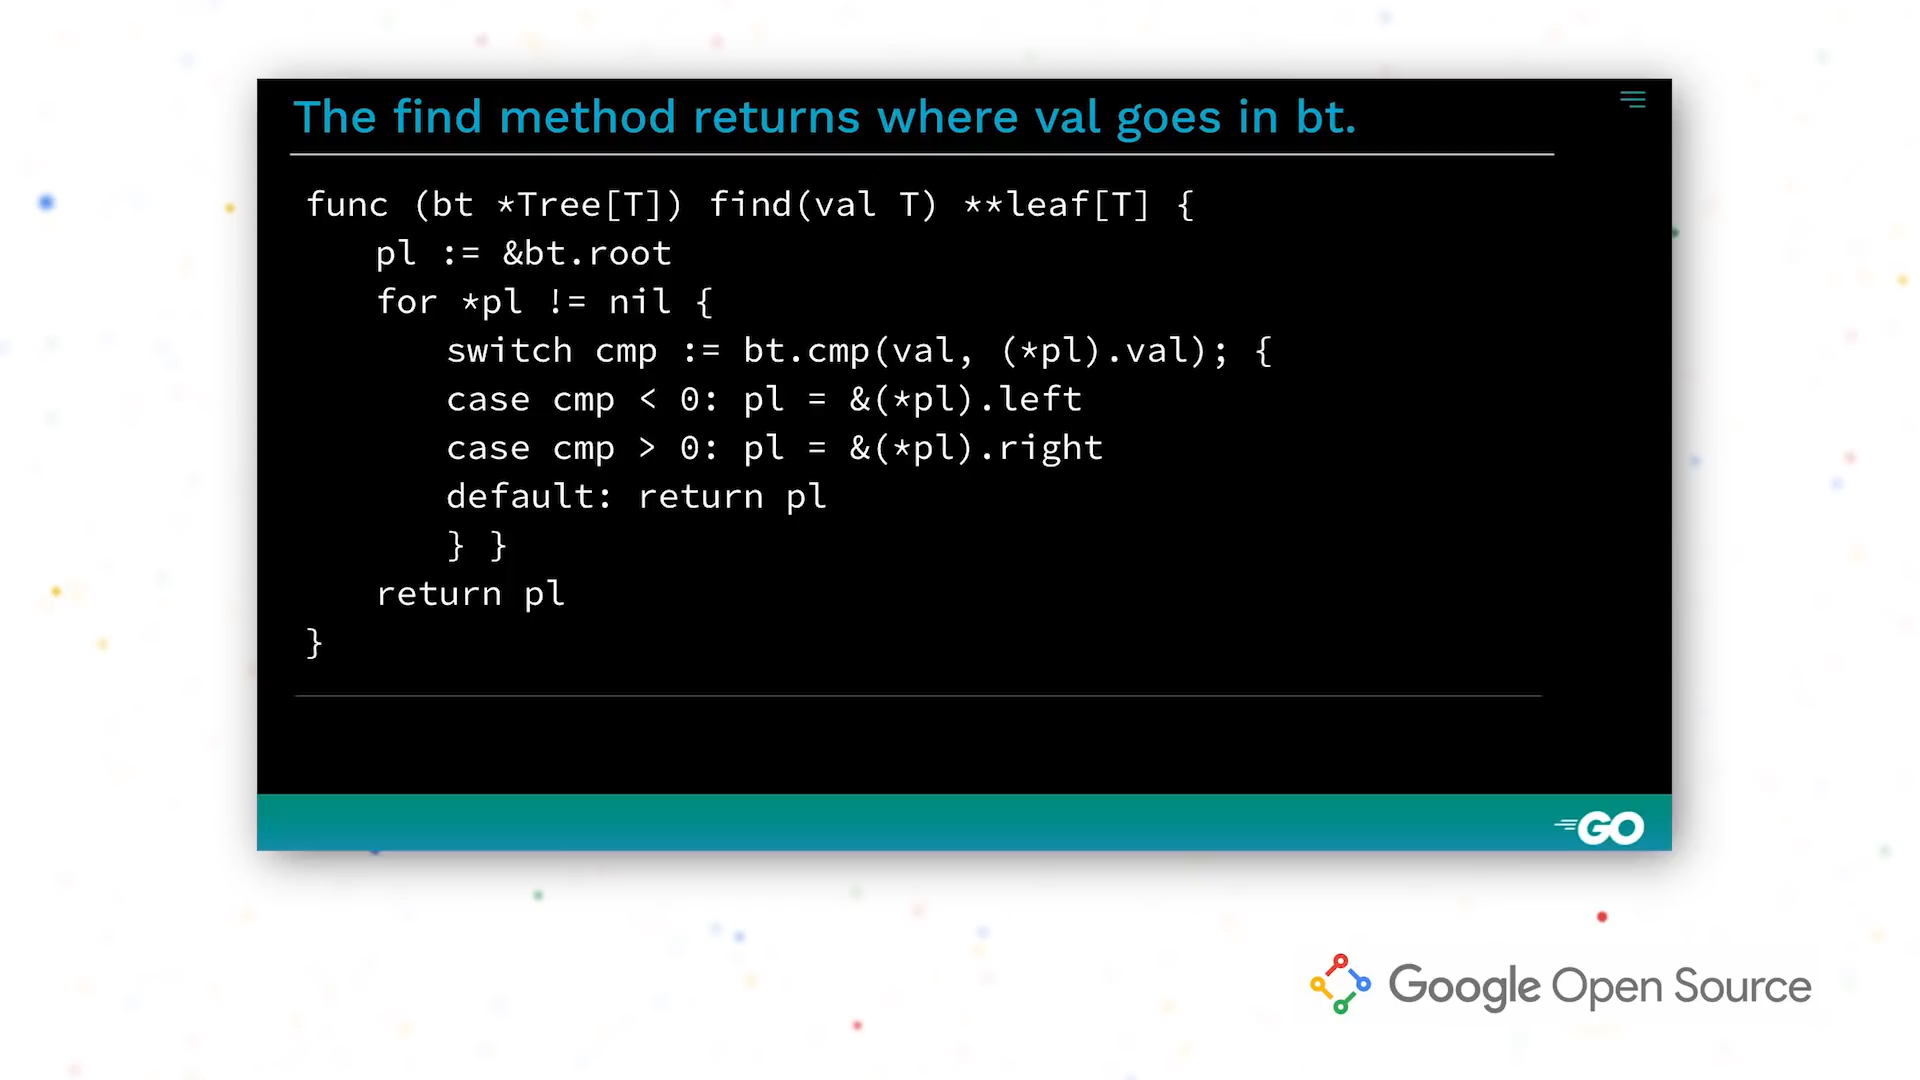 The find method returns where val goes in bt.
func (bt *Tree[T]) find(val T) **leaf[T] {
    pl := &bt.root
    for *pl != nil {
        switch cmp := bt.cmp(val, (*pl).val); {
        case cmp < 0: pl = &(*pl).left
        case cmp > 0: pl = &(*pl).right
        default: return pl
        } }
    return pl
}
GO
Google Open Source